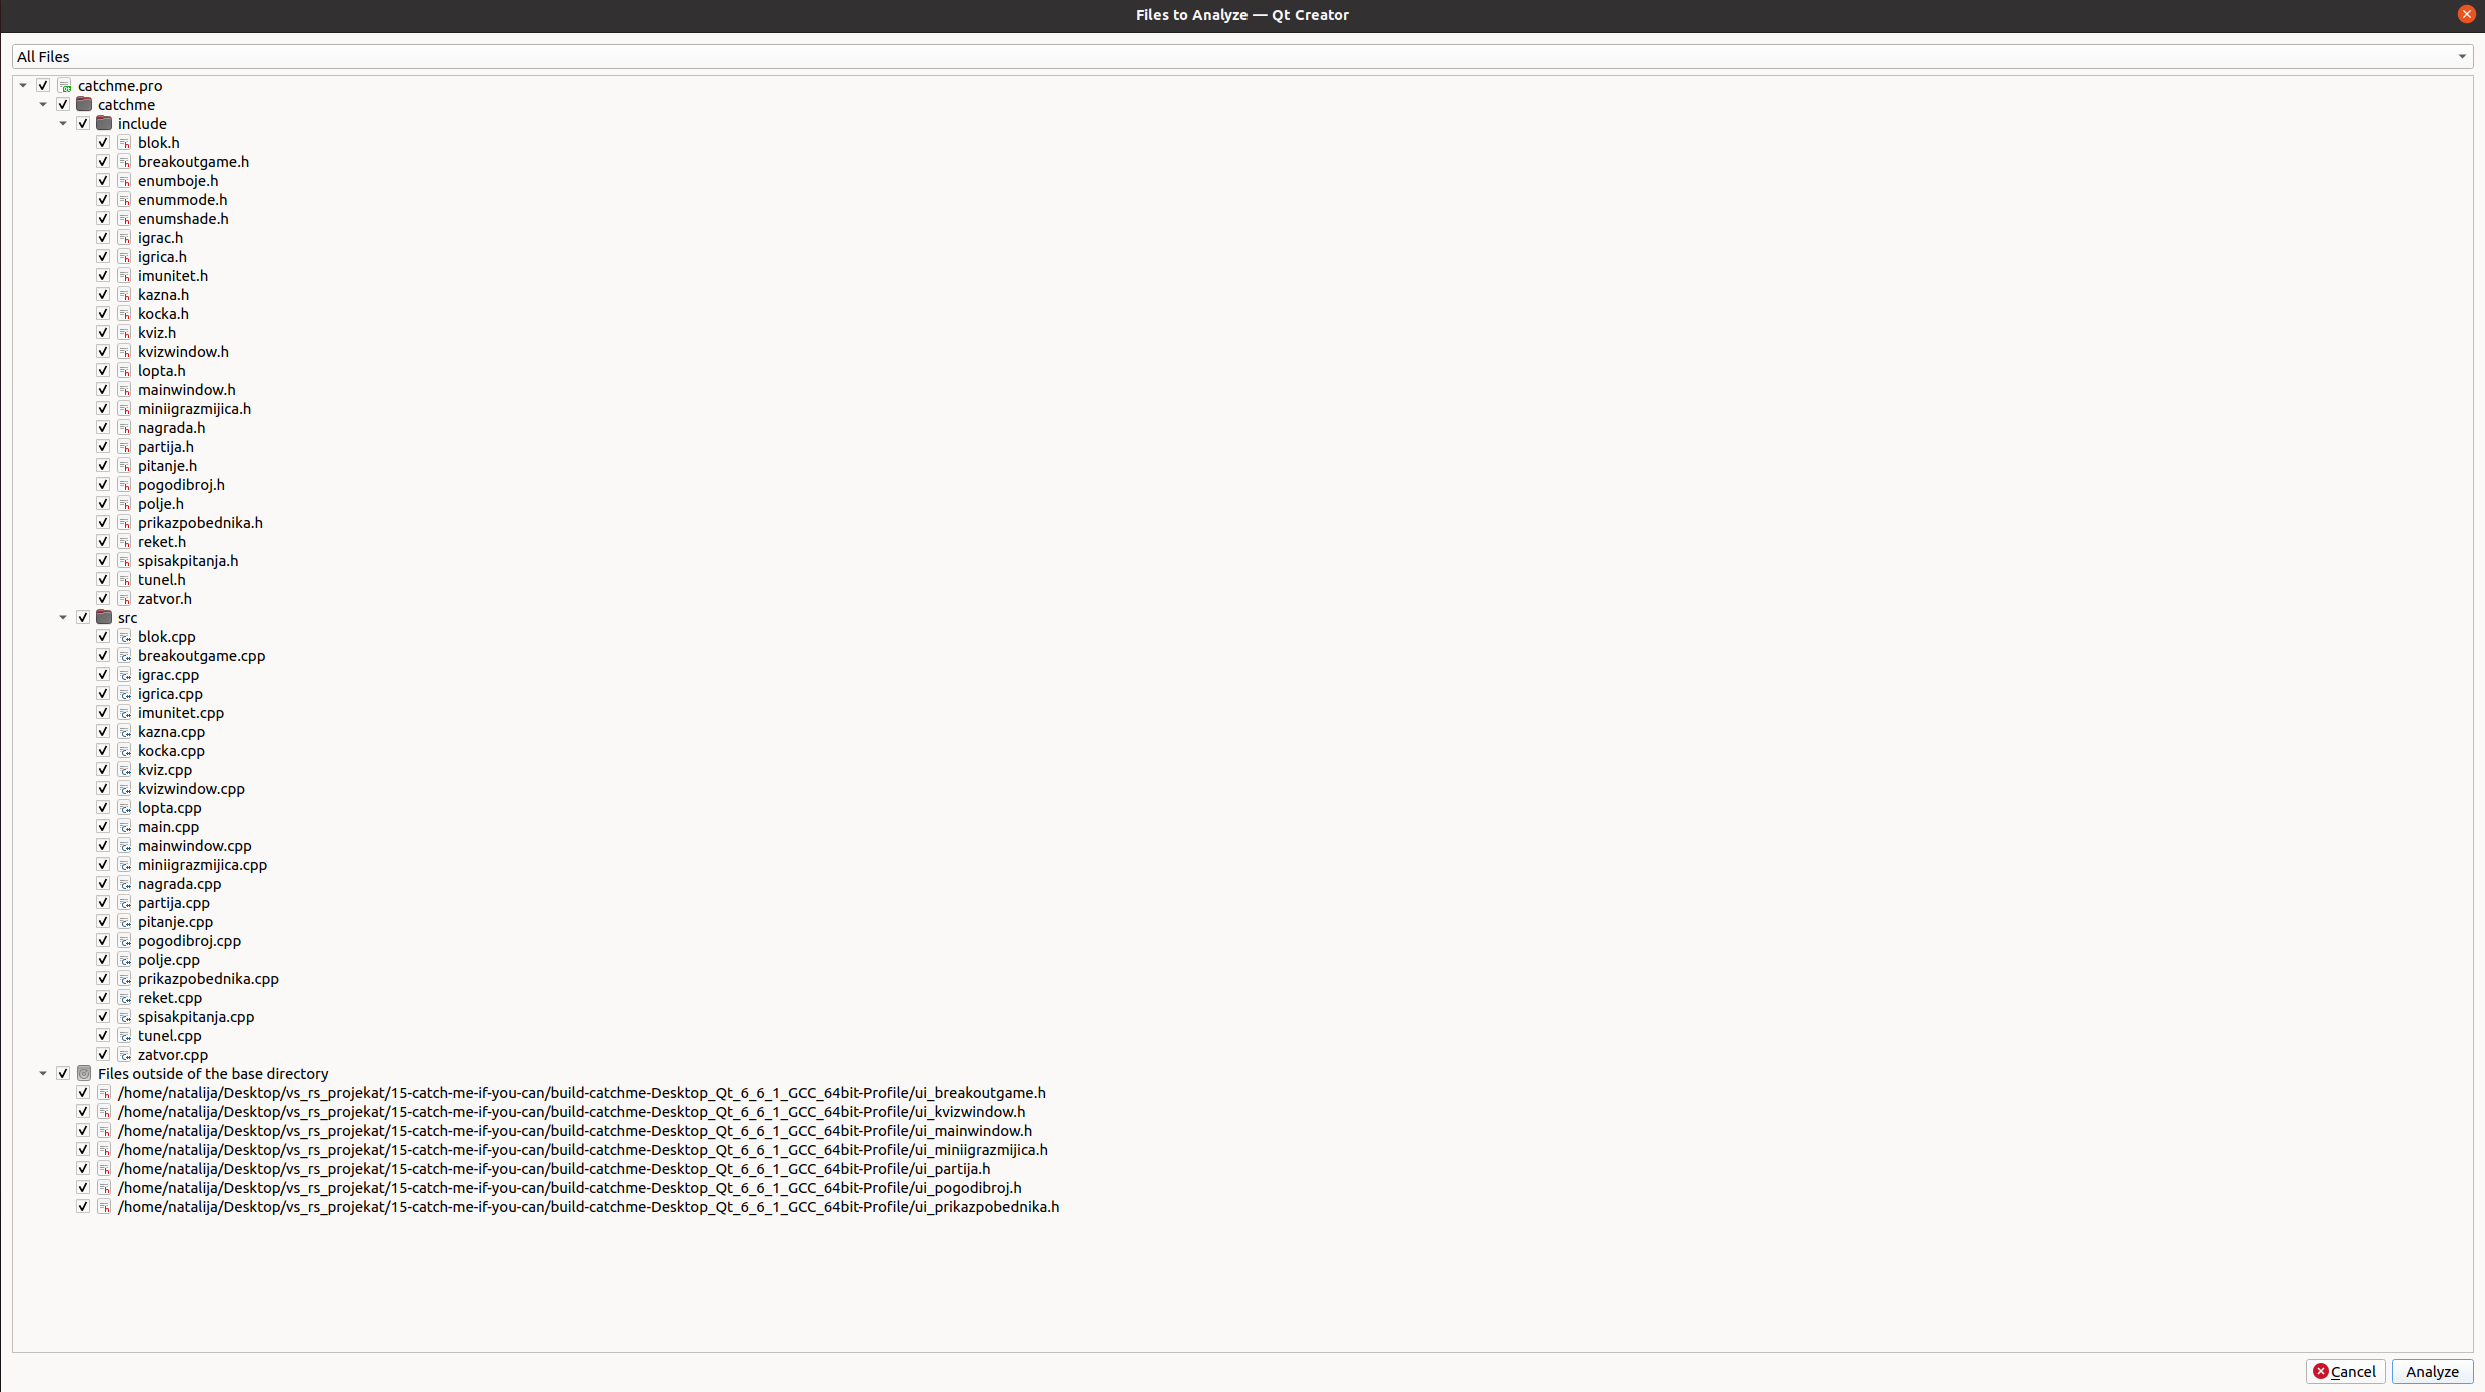 Files to Analyze — Qt Creator
All Files
catchme.pro
catchme
include
blok.h
breakoutgame.h
enumboje.h
enummode.h
enumshade.h
igrac.h
igrica.h
imunitet.h
kazna.h
kocka.h
kviz.h
kvizwindow.h
lopta.h
mainwindow.h
miniigrazmijica.h
nagrada.h
partija.h
pitanje.h
pogodibroj.h
polje.h
prikazpobednika.h
reket.h
spisakpitanja.h
tunel.h
zatvor.h
src
blok.cpp
breakoutgame.cpp
igrac.cpp
igrica.cpp
imunitet.cpp
kazna.cpp
kocka.cpp
kviz.cpp
kvizwindow.cpp
lopta.cpp
main.cpp
mainwindow.cpp
miniigrazmijica.cpp
nagrada.cpp
partija.cpp
pitanje.cpp
pogodibroj.cpp
polje.cpp
prikazpobednika.cpp
reket.cpp
spisakpitanja.cpp
tunel.cpp
zatvor.cpp
Files outside of the base directory
/home/natalija/Desktop/vs_rs_projekat/15-catch-me-if-you-can/build-catchme-Desktop_Qt_6_6_1_GCC_64bit-Profile/ui_breakoutgame.h
/home/natalija/Desktop/vs_rs_projekat/15-catch-me-if-you-can/build-catchme-Desktop_Qt_6_6_1_GCC_64bit-Profile/ui_kvizwindow.h
/home/natalija/Desktop/vs_rs_projekat/15-catch-me-if-you-can/build-catchme-Desktop_Qt_6_6_1_GCC_64bit-Profile/ui_mainwindow.h
/home/natalija/Desktop/vs_rs_projekat/15-catch-me-if-you-can/build-catchme-Desktop_Qt_6_6_1_GCC_64bit-Profile/ui_miniigrazmijica.h
/home/natalija/Desktop/vs_rs_projekat/15-catch-me-if-you-can/build-catchme-Desktop_Qt_6_6_1_GCC_64bit-Profile/ui_partija.h
/home/natalija/Desktop/vs_rs_projekat/15-catch-me-if-you-can/build-catchme-Desktop_Qt_6_6_1_GCC_64bit-Profile/ui_pogodibroj.h
/home/natalija/Desktop/vs_rs_projekat/15-catch-me-if-you-can/build-catchme-Desktop_Qt_6_6_1_GCC_64bit-Profile/ui_prikazpobednika.h
Cancel Analyze